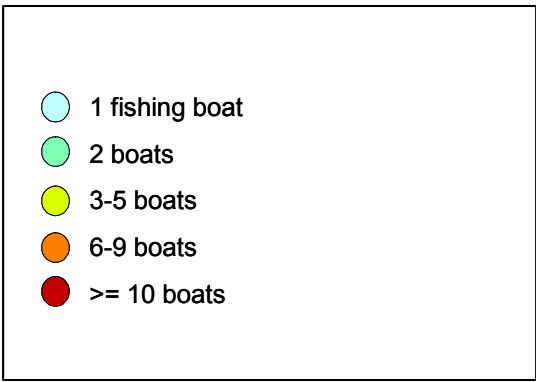 1 fishing boat
2 boats
3-5 boats
6-9 boats
>= 10 boats